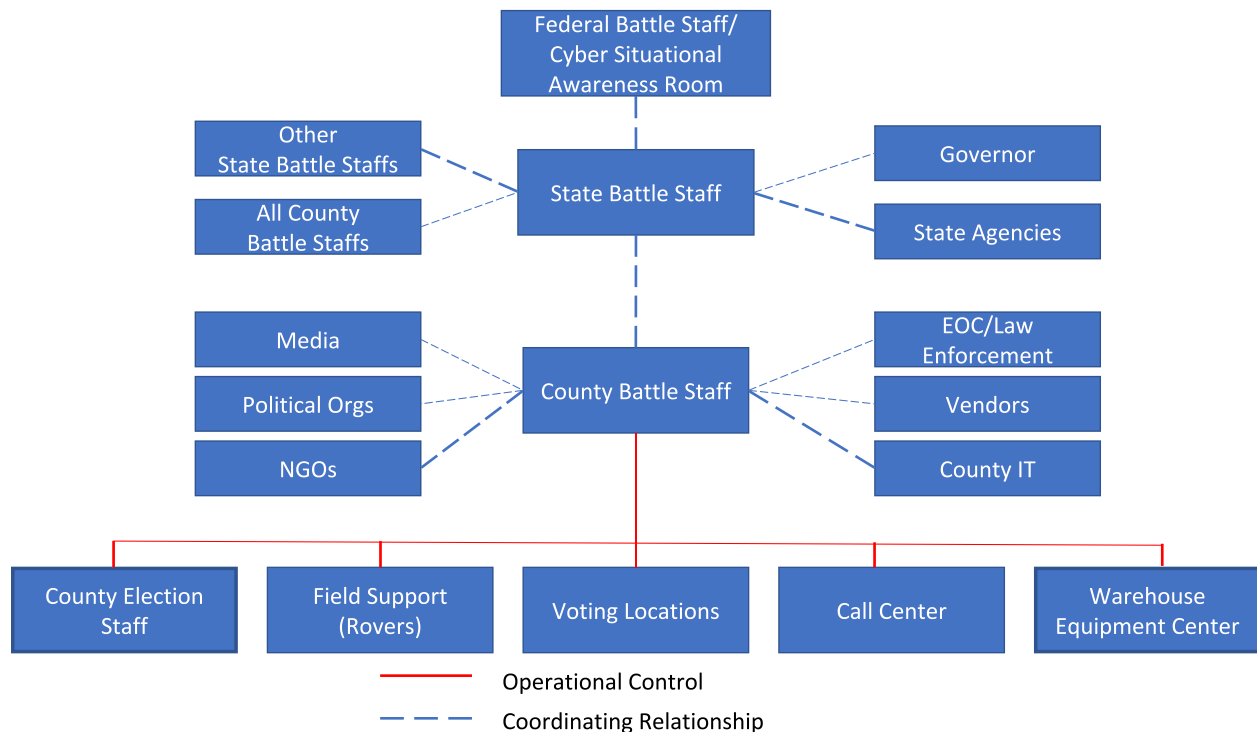 Federal Battle Staff/
Cyber Situational
Awareness Room
Other
State Battle Staffs
All County
Battle Staffs
State Battle Staff
Governor
State Agencies
Media
Political Orgs
NGOs
County Battle Staff
EOC/Law
Enforcement
Vendors
County IT
County Election
Staff
Field Support
(Rovers)
Voting Locations
Call Center
Warehouse
Equipment Center
Operational Control
Coordinating Relationship